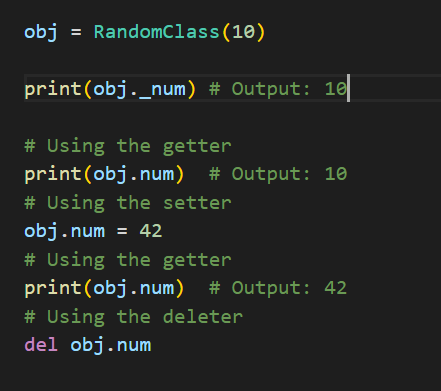 obj = RandomClass(10)
print(obj._num) # Output: 10
# Using the getter
print(obj.num)  # Output: 10
# Using the setter
obj.num = 42
# Using the getter
print(obj.num)  # Output: 42
# Using the deleter
del obj.num